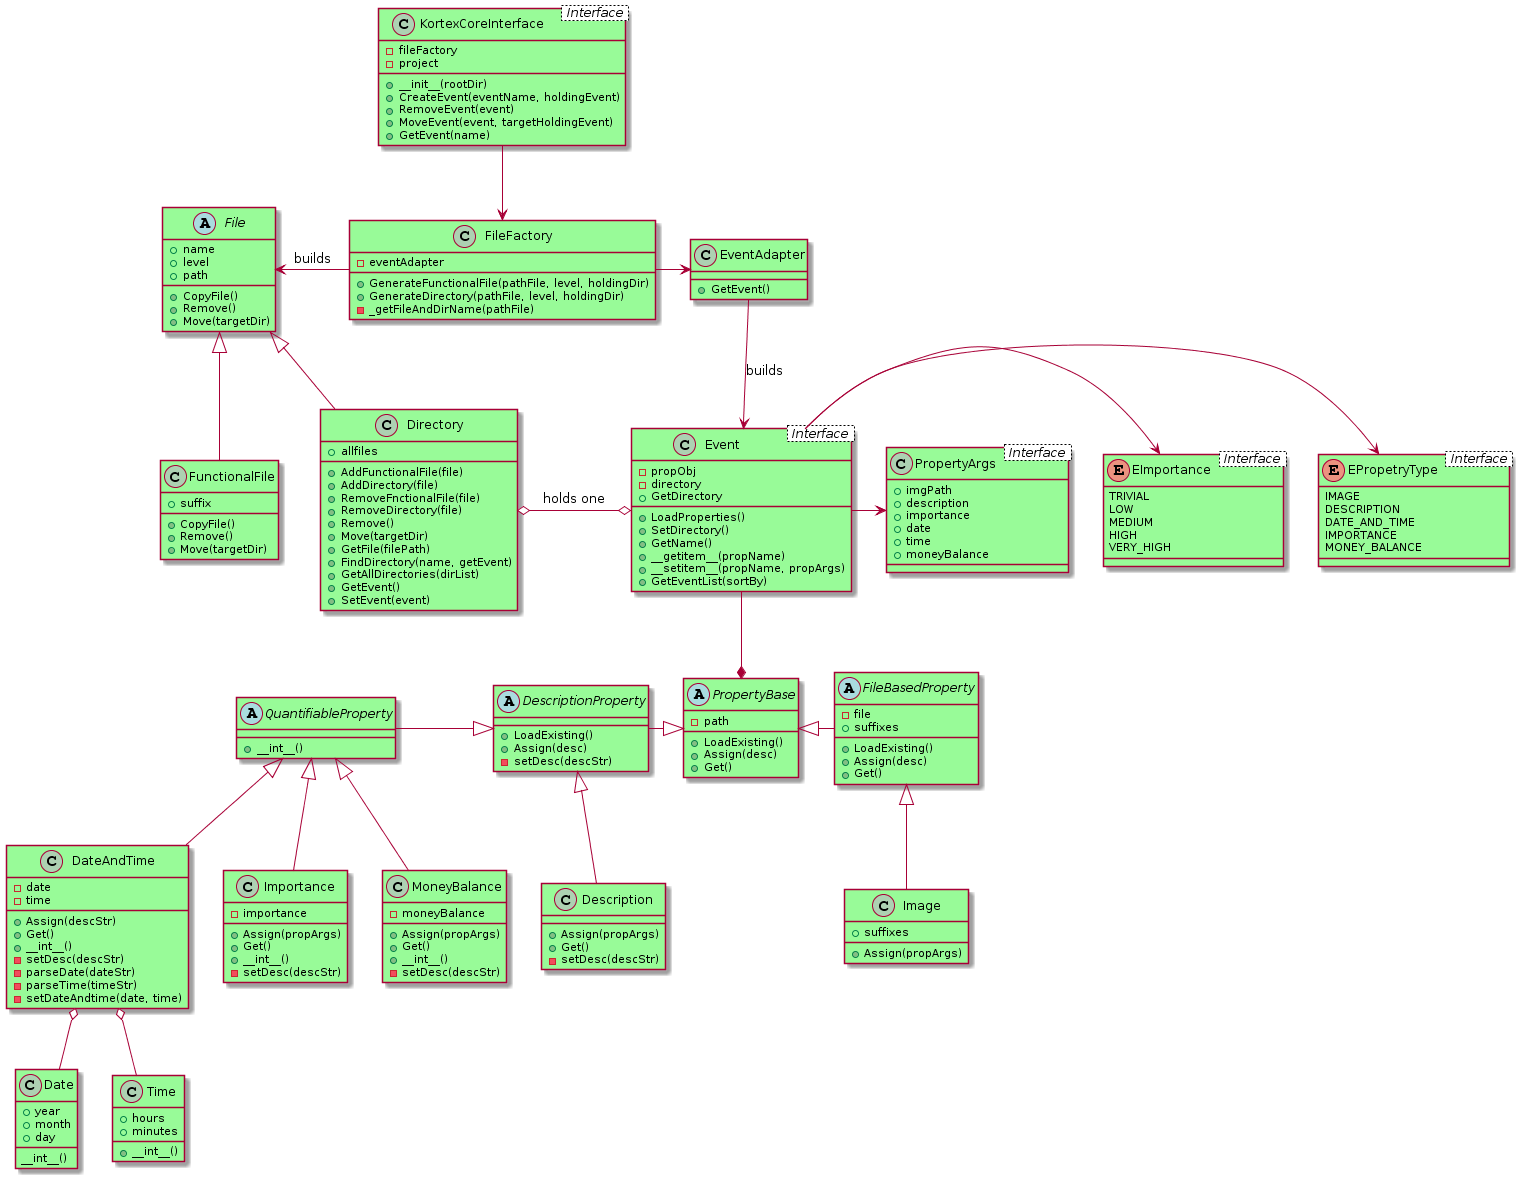 Interface
C KortexCoreInterface
fileFactory
project
__init__(rootDir)
CreateEvent(eventName, holdingEvent)
RemoveEvent(event)
MoveEvent(event, targetHoldingEvent)
GetEvent(name)
A File
name
level
path
CopyFile()
Remove()
Move(targetDir)
builds
C FileFactory
eventAdapter
GenerateFunctionalFile(pathFile, level, holdingDir)
GenerateDirectory(pathFile, level, holdingDir)
_getFileAndDirName(pathFile)
C EventAdapter
GetEvent()
builds
C FunctionalFile
suffix
CopyFile()
Remove()
Move(targetDir)
C Directory
allfiles
AddFunctionalFile(file)
AddDirectory(file)
RemoveFnctionalFile(file)
RemoveDirectory(file)
Remove()
Move(targetDir)
GetFile(filePath)
FindDirectory(name, getEvent)
GetAllDirectories(dirList)
GetEvent()
SetEvent(event)
holds one
Interface
C Event
propObj
directory
GetDirectory
LoadProperties()
SetDirectory()
GetName()
__getitem__(propName)
__setitem__(propName, propArgs)
GetEventList(sortBy)
Interface
C PropertyArgs
imgPath
description
importance
date
time
moneyBalance
Interface
E EImportance
TRIVIAL
LOW
MEDIUM
HIGH
VERY_HIGH
Interface
E EPropetryType
IMAGE
DESCRIPTION
DATE_AND_TIME
IMPORTANCE
MONEY_BALANCE
A QuantifiableProperty
__int__()
A DescriptionProperty
LoadExisting()
Assign(desc)
setDesc(descStr)
A PropertyBase
path
LoadExisting()
Assign(desc)
Get()
A FileBasedProperty
file
suffixes
LoadExisting()
Assign(desc)
Get()
C DateAndTime
date
time
Assign(descStr)
Get()
__int__()
setDesc(descStr)
parseDate(dateStr)
parseTime(timeStr)
setDateAndtime(date, time)
C Importance
importance
Assign(propArgs)
Get()
__int__()
setDesc(descStr)
C MoneyBalance
moneyBalance
Assign(propArgs)
Get()
__int__()
setDesc(descStr)
C Description
Assign(propArgs)
Get()
setDesc(descStr)
C Image
suffixes
Assign(propArgs)
C Date
year
month
day
__int__()
C Time
hours
minutes
__int__()